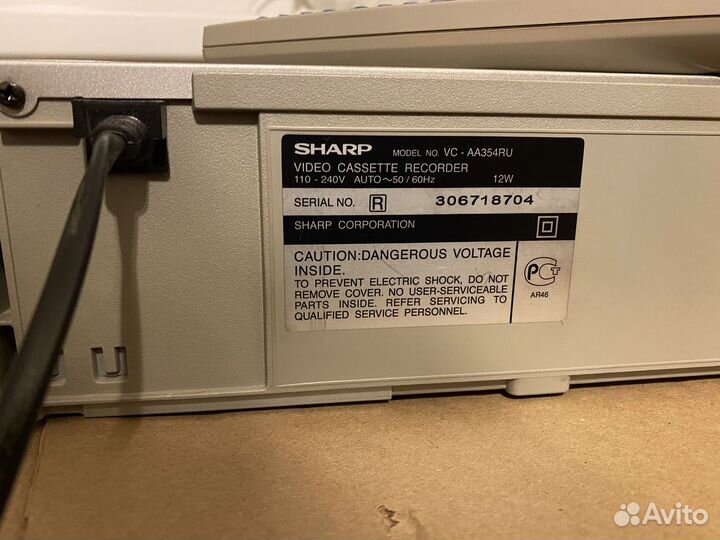 SHARP MODEL NO. VC - AA354RU
VIDEO CASSETTE RECORDER
110 - 240V AUTO～50 / 60Hz 12W
SERIAL NO. R 306718704
SHARP CORPORATION
CAUTION:DANGEROUS VOLTAGE
INSIDE.
TO PREVENT ELECTRIC SHOCK, DO NOT
REMOVE COVER. NO USER-SERVICEABLE
PARTS INSIDE. REFER SERVICING TO
QUALIFIED SERVICE PERSONNEL.
АЯ46
Avito